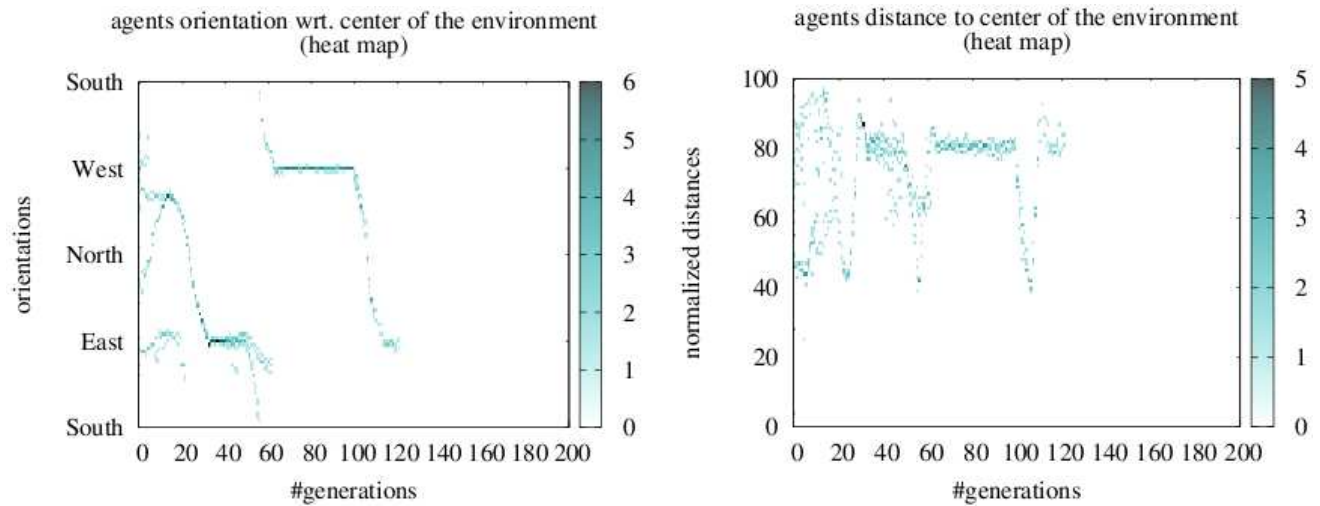 agents orientation wrt. center of the environment
(heat map)
South
West
North
East
South
orientations
0 20 40 60 80 100 120 140 160 180 200
#generations
6
5
4
3
2
1
0
agents distance to center of the environment
(heat map)
100
80
60
40
20
0
normalized distances
0 20 40 60 80 100 120 140 160 180 200
#generations
5
4
3
2
1
0